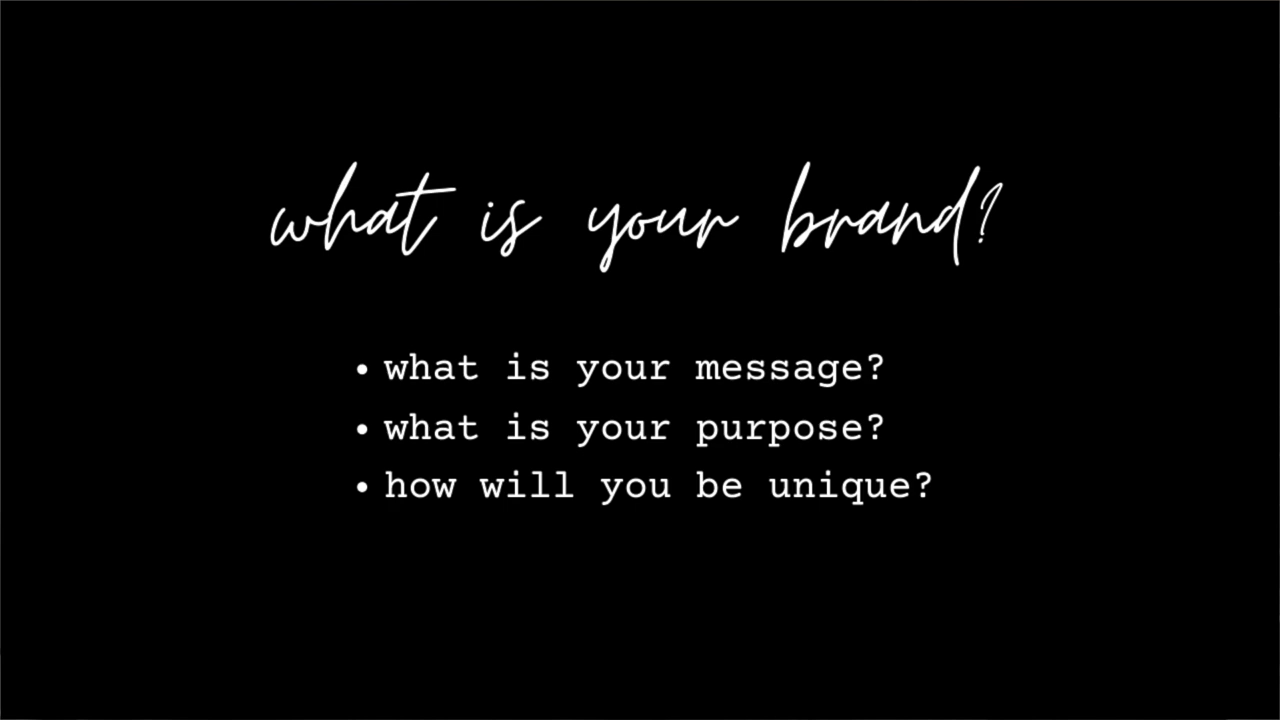 what is your brand?
• what is your message?
• what is your purpose?
• how will you be unique?